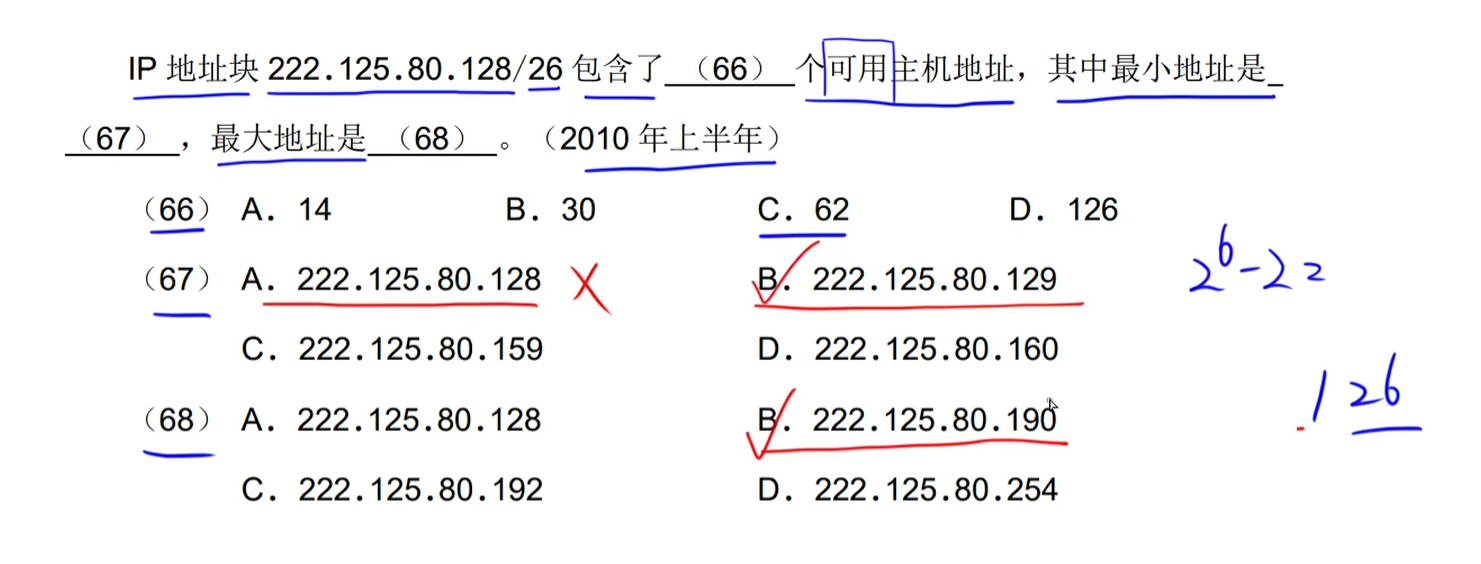 IP 地址块 222.125.80.128/26 包含了 （66） 个可用主机地址，其中最小地址是
（67），最大地址是 （68） 。（2010 年上半年）
（66） A. 14 B. 30 C. 62 D. 126
（67） A. 222.125.80.128 B. 222.125.80.129
2^6-2=
C. 222.125.80.159 D. 222.125.80.160
（68） A. 222.125.80.128 B. 222.125.80.190
.126
C. 222.125.80.192 D. 222.125.80.254